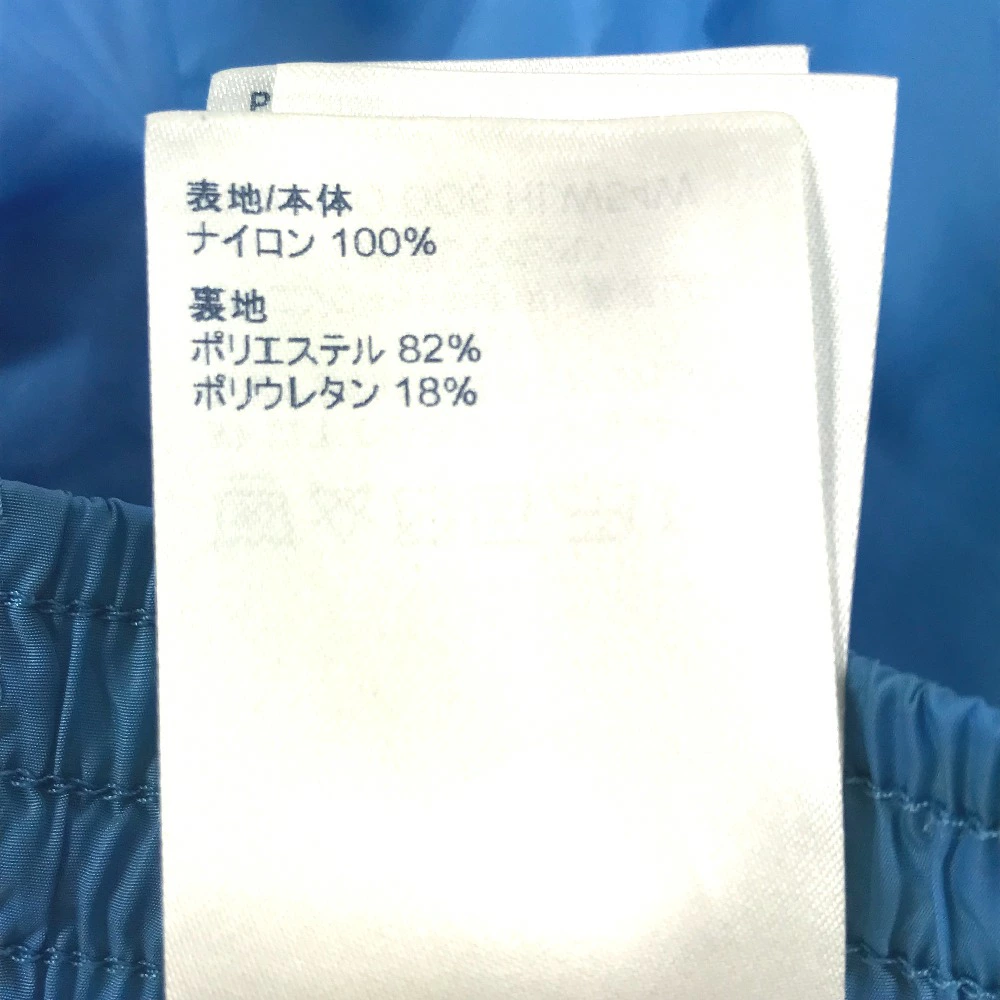 P
表地/本体
ナイロン 100%
裏地
ポリエステル 82%
ポリウレタン 18%